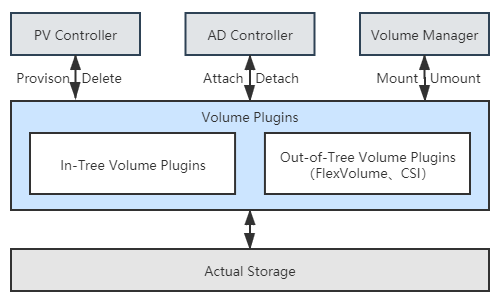 PV Controller
AD Controller
Volume Manager
Provison
Delete
Attach
Detach
Mount
Umount
Volume Plugins
In-Tree Volume Plugins
Out-of-Tree Volume Plugins
(FlexVolume、CSI)
Actual Storage